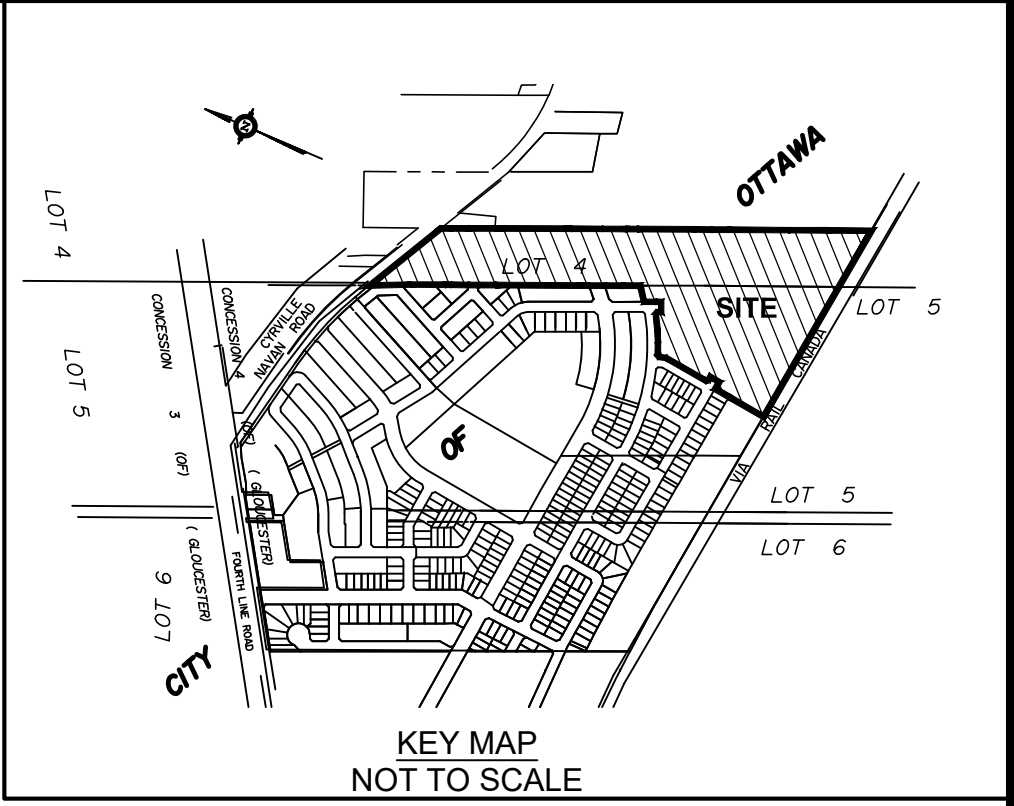 N
OTTAWA
LOT 4
LOT 4
SITE
LOT 5
CONCESSION 4
CYRVILLE
NAVAN ROAD
CONCESSION
3
(OF)
(OF)
LOT 5
CANADA
RAIL
VIA
OF
( GLOUCESTER)
LOT 5
LOT 6
( GLOUCESTER)
LOT 6
FOURTH LINE ROAD
CITY
KEY MAP
NOT TO SCALE